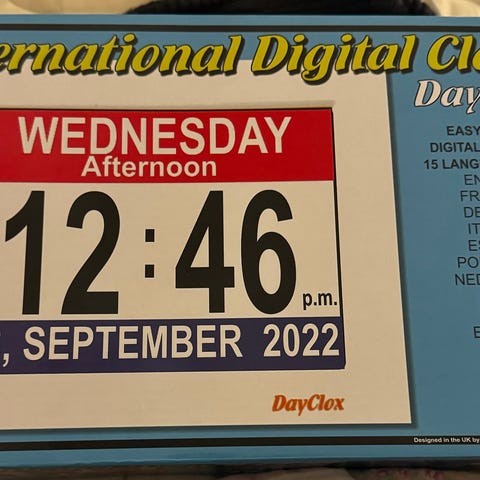 ernational Digital Clo
Day
WEDNESDAY
Afternoon
12:46 p.m.
, SEPTEMBER 2022
DayClox
EASY
DIGITAL
15 LANG
EN
FR
DE
IT
ES
PO
NED
E
Designed in the UK by